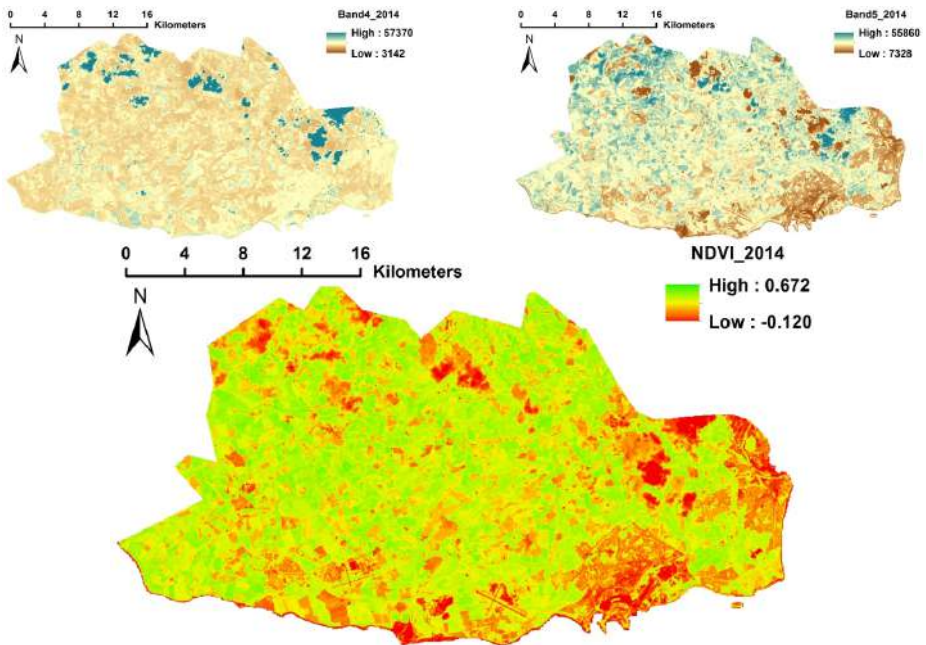 0 4 8 12 16
Kilometers
N
Band4_2014
High : 57370
Low : 3142
0 4 8 12 16
Kilometers
N
Band5_2014
High : 55860
Low : 7328
0 4 8 12 16
Kilometers
N
NDVI_2014
High : 0.672
Low : -0.120